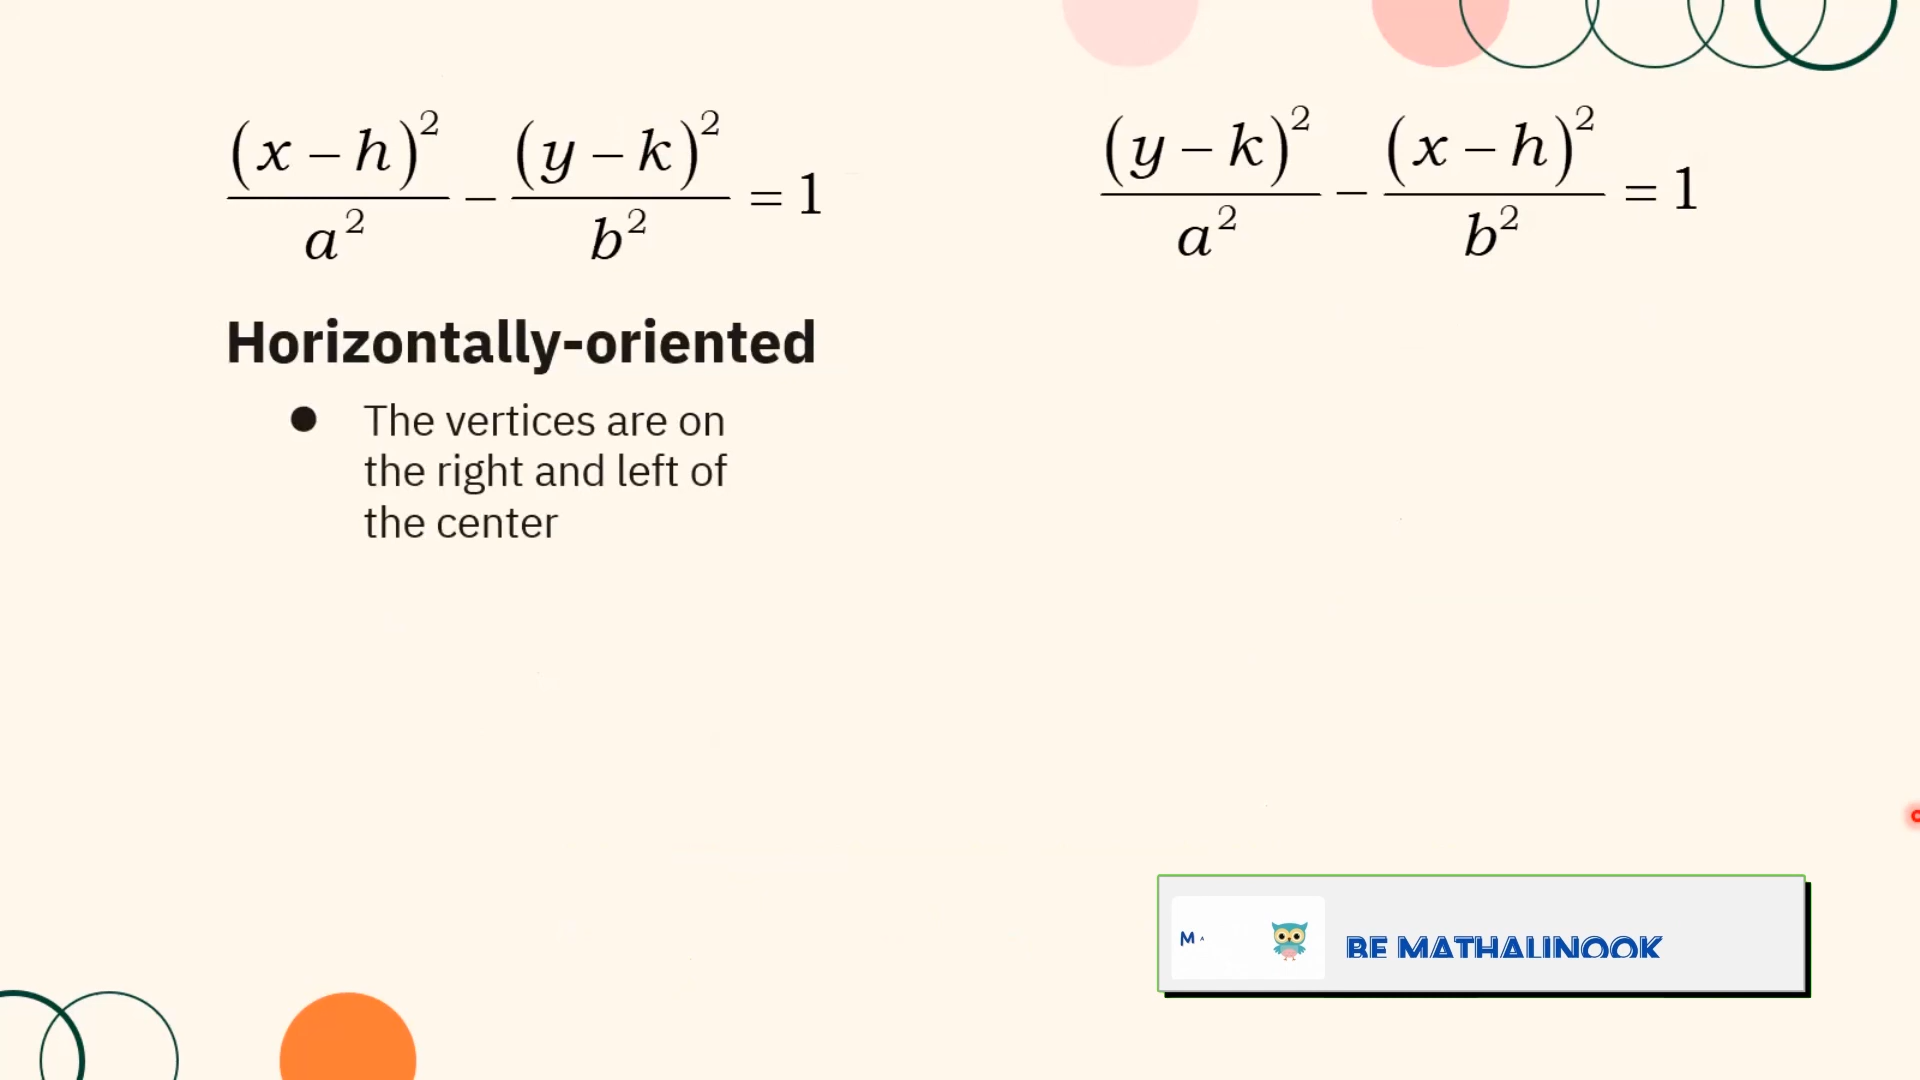 (x − h)²/a² − (y − k)²/b² = 1
(y − k)²/a² − (x − h)²/b² = 1
Horizontally-oriented
● The vertices are on
the right and left of
the center
M A
BE MATHALINOOK